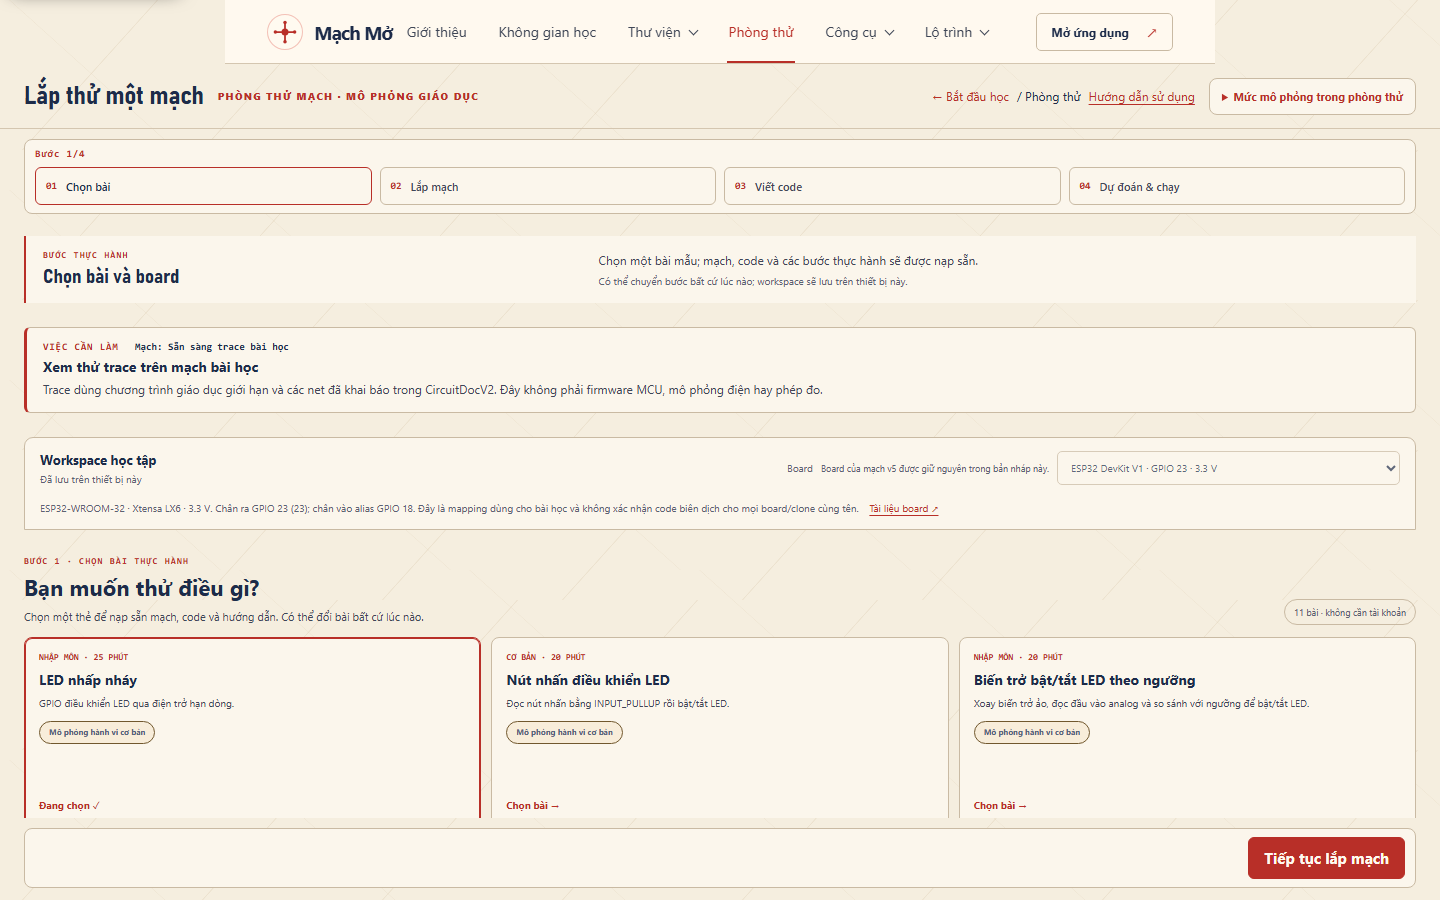 Mạch Mở
Giới thiệu
Không gian học
Thư viện
Phòng thử
Công cụ
Lộ trình
Mở ứng dụng ↗
Lắp thử một mạch
PHÒNG THỬ MẠCH · MÔ PHỎNG GIÁO DỤC
← Bắt đầu học / Phòng thử Hướng dẫn sử dụng
▶ Mức mô phỏng trong phòng thử
Bước 1/4
01 Chọn bài
02 Lắp mạch
03 Viết code
04 Dự đoán & chạy
BƯỚC THỰC HÀNH
Chọn bài và board
Chọn một bài mẫu; mạch, code và các bước thực hành sẽ được nạp sẵn.
Có thể chuyển bước bất cứ lúc nào; workspace sẽ lưu trên thiết bị này.
VIỆC CẦN LÀM Mạch: Sẵn sàng trace bài học
Xem thử trace trên mạch bài học
Trace dùng chương trình giáo dục giới hạn và các net đã khai báo trong CircuitDocV2. Đây không phải firmware MCU, mô phỏng điện hay phép đo.
Workspace học tập
Đã lưu trên thiết bị này
Board Board của mạch v5 được giữ nguyên trong bản nháp này.
ESP32 DevKit V1 · GPIO 23 · 3.3 V
ESP32-WROOM-32 · Xtensa LX6 · 3.3 V. Chân ra GPIO 23 (23); chân vào alias GPIO 18. Đây là mapping dùng cho bài học và không xác nhận code biên dịch cho mọi board/clone cùng tên. Tài liệu board ↗
BƯỚC 1 · CHỌN BÀI THỰC HÀNH
Bạn muốn thử điều gì?
Chọn một thẻ để nạp sẵn mạch, code và hướng dẫn. Có thể đổi bài bất cứ lúc nào.
11 bài · không cần tài khoản
NHẬP MÔN · 25 PHÚT
LED nhấp nháy
GPIO điều khiển LED qua điện trở hạn dòng.
Mô phỏng hành vi cơ bản
Đang chọn ✓
CƠ BẢN · 20 PHÚT
Nút nhấn điều khiển LED
Đọc nút nhấn bằng INPUT_PULLUP rồi bật/tắt LED.
Mô phỏng hành vi cơ bản
Chọn bài →
NHẬP MÔN · 20 PHÚT
Biến trở bật/tắt LED theo ngưỡng
Xoay biến trở ảo, đọc đầu vào analog và so sánh với ngưỡng để bật/tắt LED.
Mô phỏng hành vi cơ bản
Chọn bài →
Tiếp tục lắp mạch